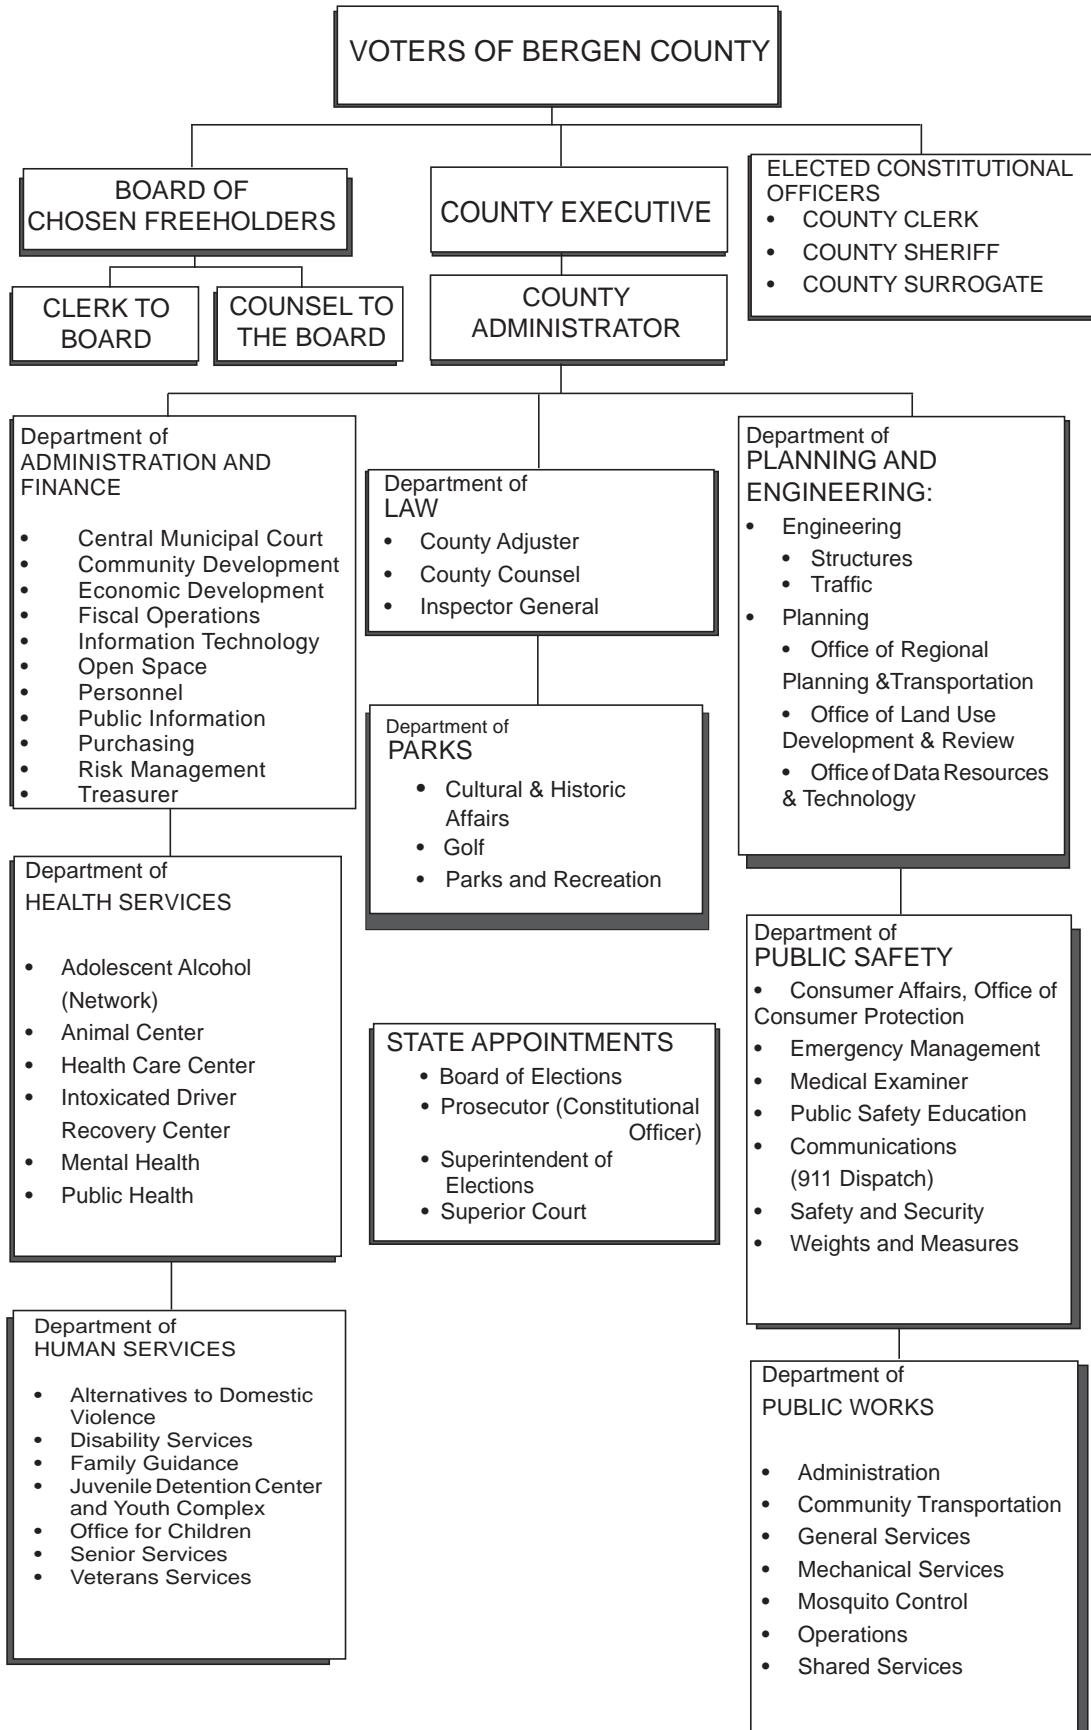 VOTERS OF BERGEN COUNTY
BOARD OF
CHOSEN FREEHOLDERS
COUNTY EXECUTIVE
ELECTED CONSTITUTIONAL
OFFICERS
• COUNTY CLERK
• COUNTY SHERIFF
• COUNTY SURROGATE
CLERK TO
BOARD
COUNSEL TO
THE BOARD
COUNTY
ADMINISTRATOR
Department of
ADMINISTRATION AND
FINANCE
• Central Municipal Court
• Community Development
• Economic Development
• Fiscal Operations
• Information Technology
• Open Space
• Personnel
• Public Information
• Purchasing
• Risk Management
• Treasurer
Department of
LAW
• County Adjuster
• County Counsel
• Inspector General
Department of
PLANNING AND
ENGINEERING:
• Engineering
• Structures
• Traffic
• Planning
• Office of Regional
Planning &Transportation
• Office of Land Use
Development & Review
• Office of Data Resources
& Technology
Department of
PARKS
• Cultural & Historic
Affairs
• Golf
• Parks and Recreation
Department of
HEALTH SERVICES
• Adolescent Alcohol
(Network)
• Animal Center
• Health Care Center
• Intoxicated Driver
Recovery Center
• Mental Health
• Public Health
STATE APPOINTMENTS
• Board of Elections
• Prosecutor (Constitutional
Officer)
• Superintendent of
Elections
• Superior Court
Department of
PUBLIC SAFETY
• Consumer Affairs, Office of
Consumer Protection
• Emergency Management
• Medical Examiner
• Public Safety Education
• Communications
(911 Dispatch)
• Safety and Security
• Weights and Measures
Department of
HUMAN SERVICES
• Alternatives to Domestic
Violence
• Disability Services
• Family Guidance
• Juvenile Detention Center
and Youth Complex
• Office for Children
• Senior Services
• Veterans Services
Department of
PUBLIC WORKS
• Administration
• Community Transportation
• General Services
• Mechanical Services
• Mosquito Control
• Operations
• Shared Services